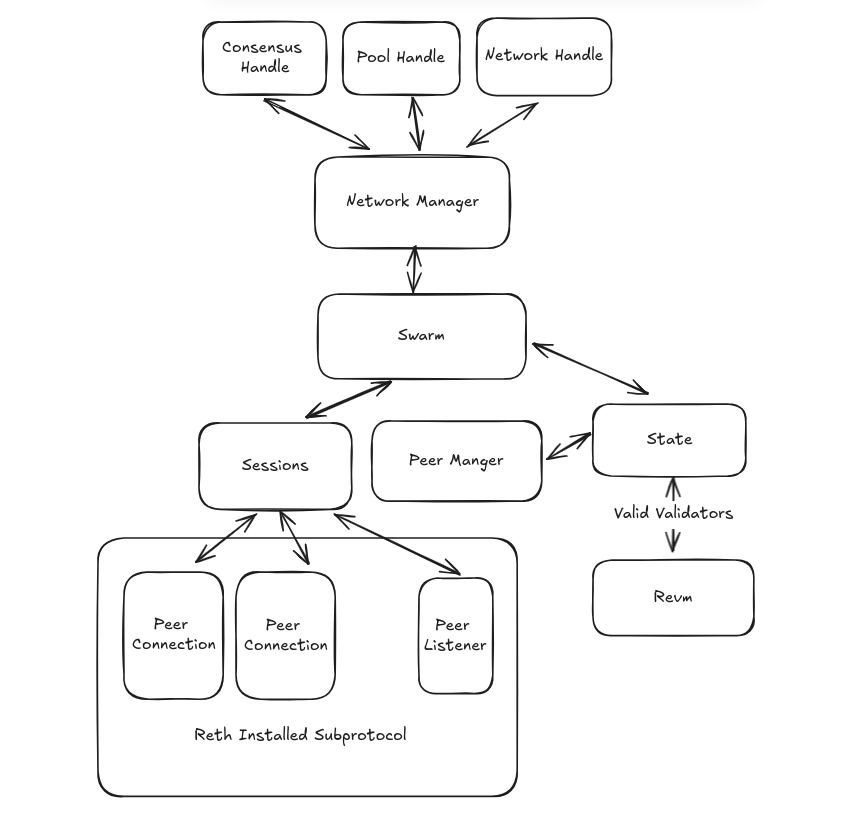 Consensus
Handle
Pool Handle
Network Handle
Network Manager
Swarm
Sessions
Peer Manger
State
Valid Validators
Revm
Peer
Connection
Peer
Connection
Peer
Listener
Reth Installed Subprotocol